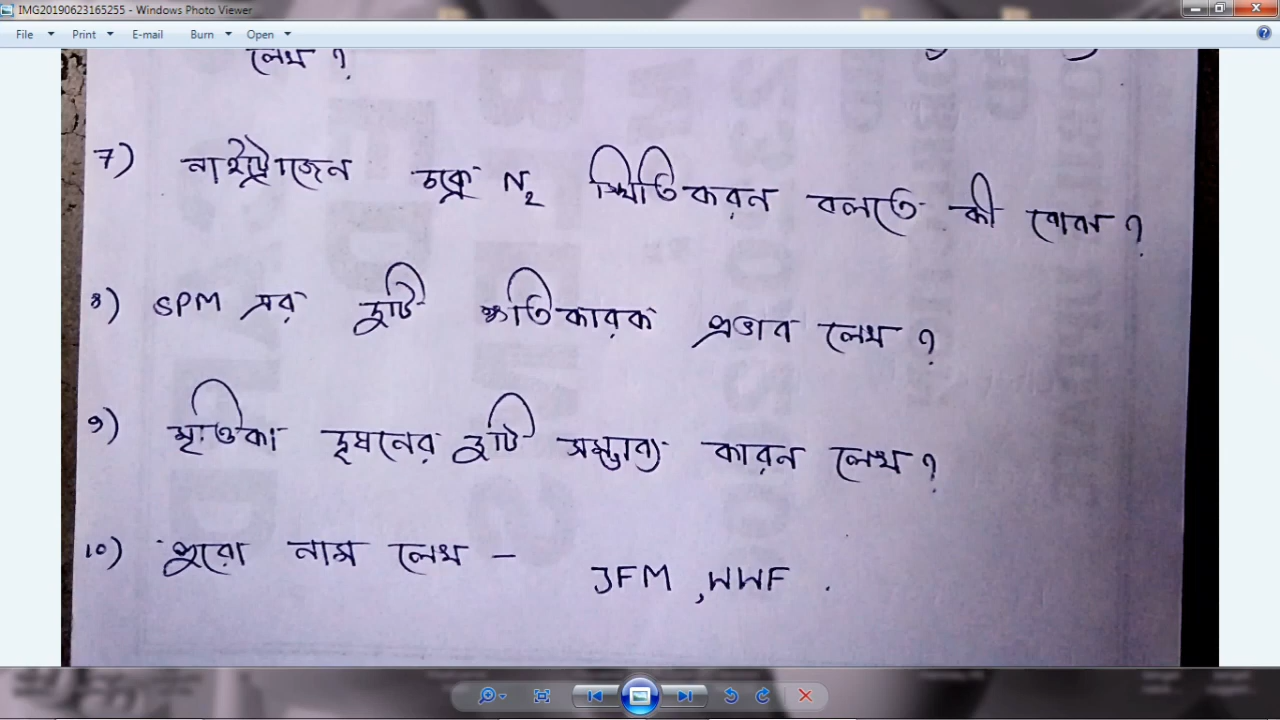 IMG20190623165255 - Windows Photo Viewer
File Print E-mail Burn Open
লেখ ?
7) নাইট্রোজেন চক্রে N₂ স্থিতিকরন বলতে কী বোঝ ?
8) SPM এর দুটি ক্ষতিকারক প্রভাব লেখ ?
9) মৃত্তিকা দূষনের দুটি সম্ভাব্য কারন লেখ ?
10) পুরো নাম লেখ – JFM , WWF .